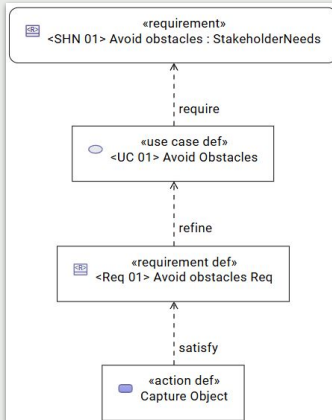 «requirement»
<SHN 01> Avoid obstacles : StakeholderNeeds
require
«use case def»
<UC 01> Avoid Obstacles
refine
«requirement def»
<Req 01> Avoid obstacles Req
satisfy
«action def»
Capture Object